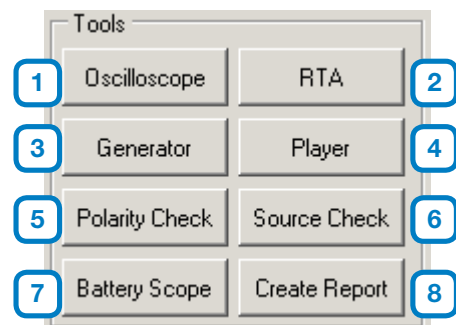 Tools
1 Oscilloscope RTA 2
3 Generator Player 4
5 Polarity Check Source Check 6
7 Battery Scope Create Report 8